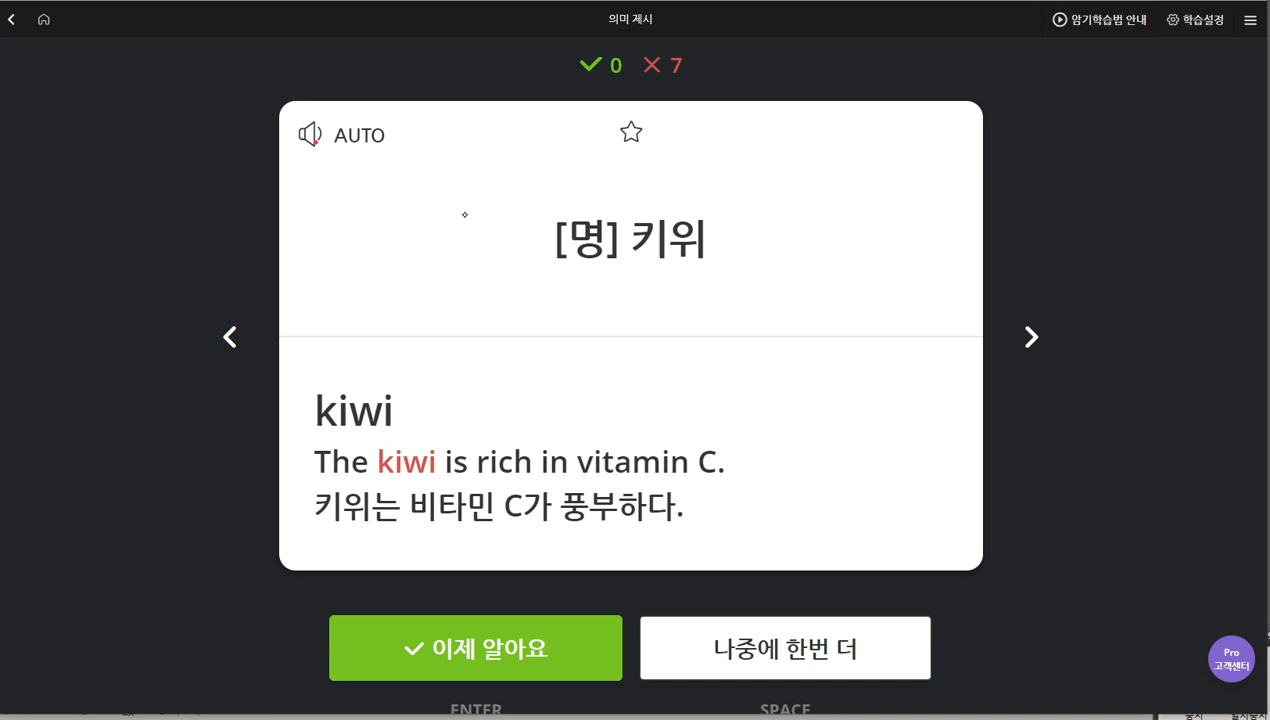 의미 제시
암기학습법 안내
학습설정
0
7
AUTO
[명] 키위
kiwi
The kiwi is rich in vitamin C.
키위는 비타민 C가 풍부하다.
이제 알아요
나중에 한번 더
Pro
고객센터
ENTER
SPACE